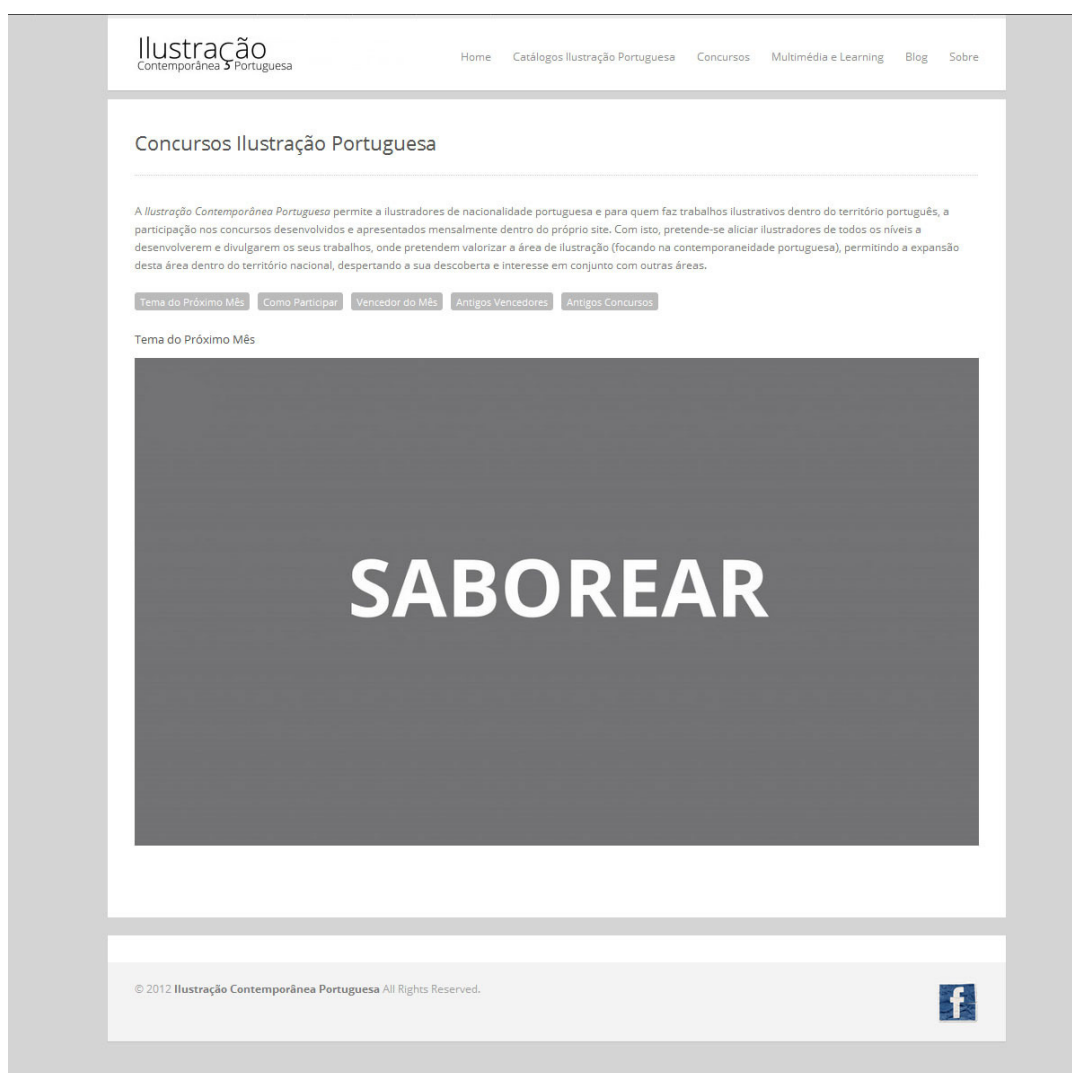 Ilustração
Contemporânea Portuguesa
Home Catálogos Ilustração Portuguesa Concursos Multimédia e Learning Blog Sobre
Concursos Ilustração Portuguesa
A Ilustração Contemporânea Portuguesa permite a ilustradores de nacionalidade portuguesa e para quem faz trabalhos ilustrativos dentro do território português, a
participação nos concursos desenvolvidos e apresentados mensalmente dentro do próprio site. Com isto, pretende-se aliciar ilustradores de todos os níveis a
desenvolverem e divulgarem os seus trabalhos, onde pretendem valorizar a área de ilustração (focando na contemporaneidade portuguesa), permitindo a expansão
desta área dentro do território nacional, despertando a sua descoberta e interesse em conjunto com outras áreas.
Tema do Próximo Mês Como Participar Vencedor do Mês Antigos Vencedores Antigos Concursos
Tema do Próximo Mês
SABOREAR
© 2012 Ilustração Contemporânea Portuguesa All Rights Reserved.
f